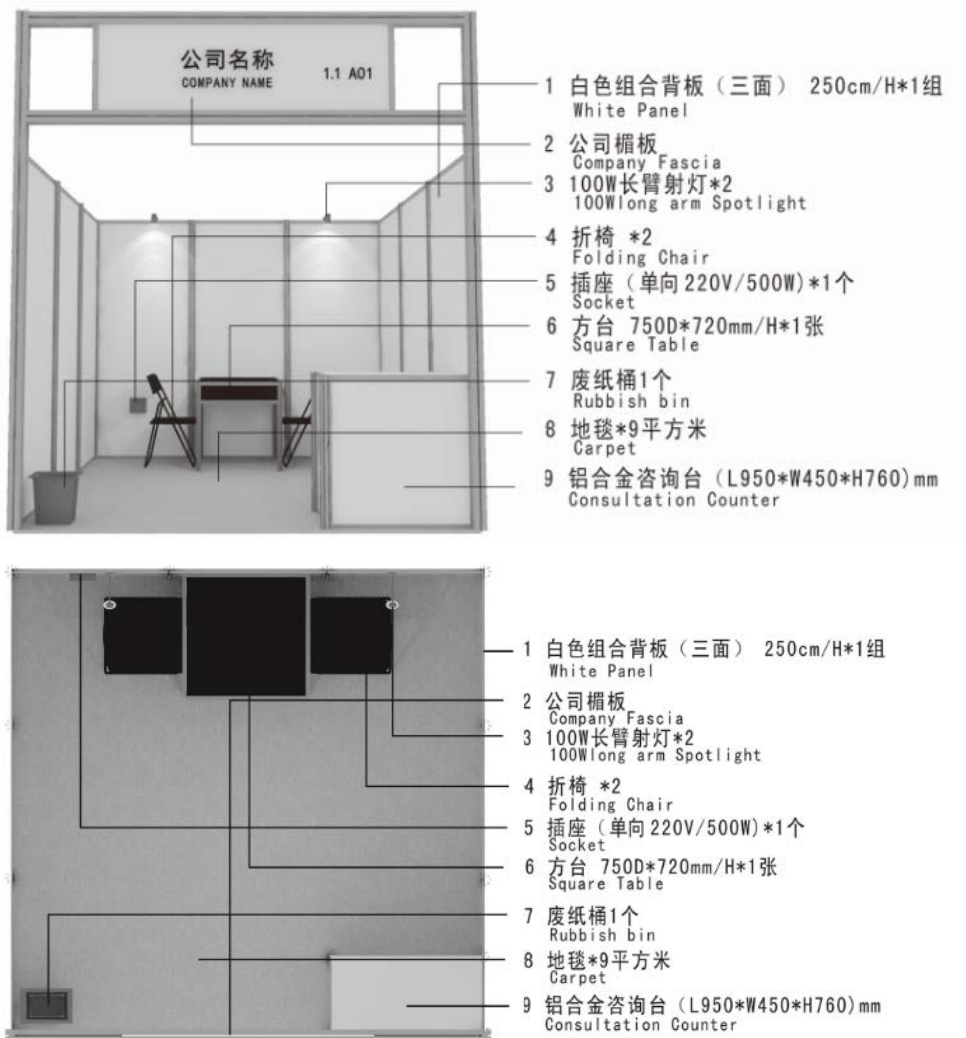 公司名称
COMPANY NAME
1.1 A01
1 白色组合背板（三面） 250cm/H*1组
White Panel
2 公司楣板
Company Fascia
3 100W长臂射灯*2
100Wlong arm Spotlight
4 折椅 *2
Folding Chair
5 插座（单向220V/500W)*1个
Socket
6 方台 750D*720mm/H*1张
Square Table
7 废纸桶1个
Rubbish bin
8 地毯*9平方米
Carpet
9 铝合金咨询台（L950*W450*H760)mm
Consultation Counter
1 白色组合背板（三面） 250cm/H*1组
White Panel
2 公司楣板
Company Fascia
3 100W长臂射灯*2
100Wlong arm Spotlight
4 折椅 *2
Folding Chair
5 插座（单向220V/500W)*1个
Socket
6 方台 750D*720mm/H*1张
Square Table
7 废纸桶1个
Rubbish bin
8 地毯*9平方米
Carpet
9 铝合金咨询台（L950*W450*H760)mm
Consultation Counter